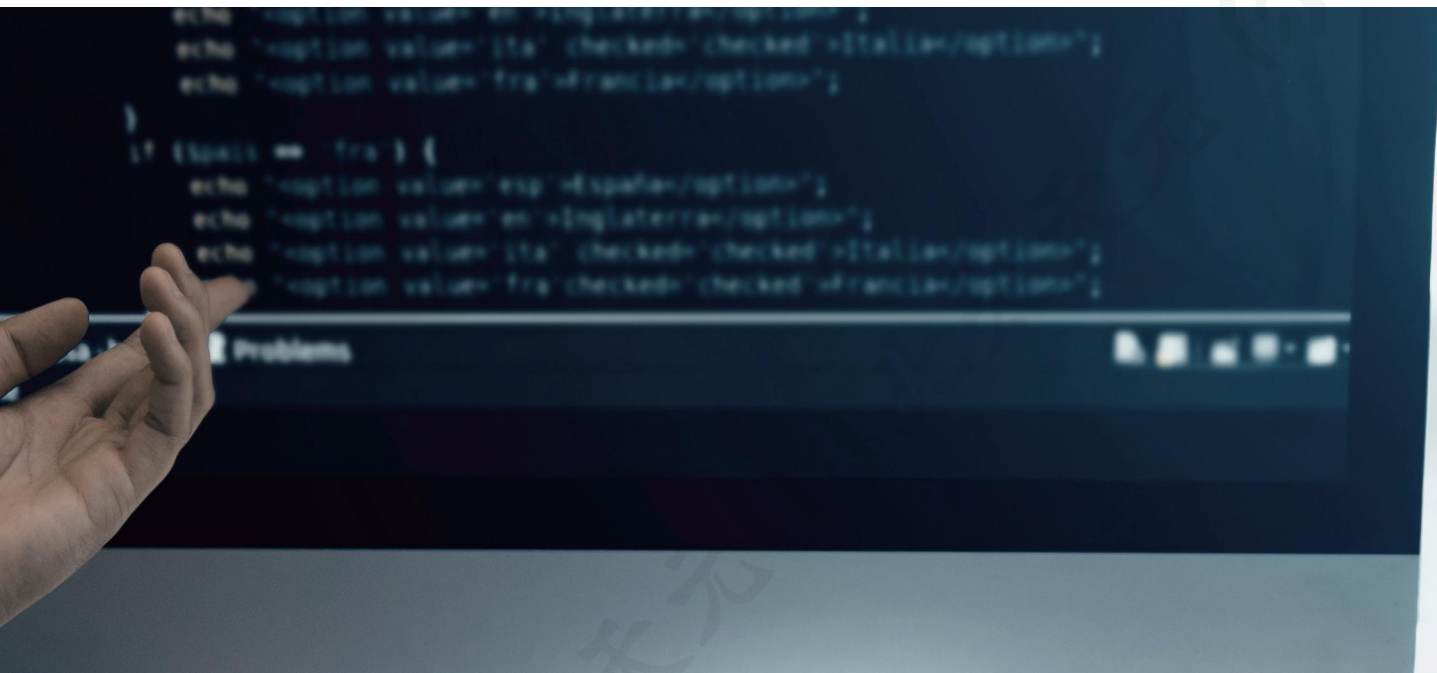 echo "<option value='en'>Inglaterra</option>";
echo "<option value='ita' checked='checked'>Italia</option>";
echo "<option value='fra'>Francia</option>";
}
if ($pais == 'fra') {
echo "<option value='esp'>España</option>";
echo "<option value='en'>Inglaterra</option>";
echo "<option value='ita' checked='checked'>Italia</option>";
"<option value='fra'checked='checked'>Francia</option>";
Problems